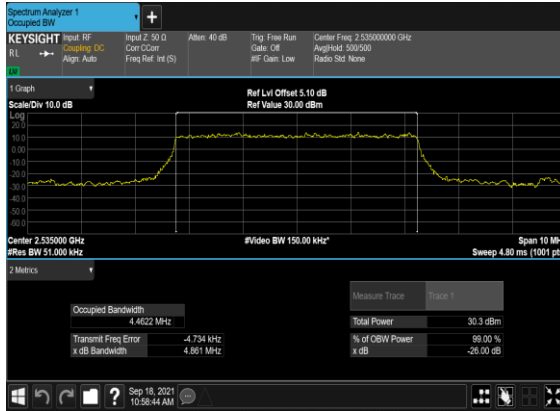 Spectrum Analyzer 1
Occupied BW
+
KEYSIGHT Input: RF Input Z: 50 Ω Atten: 40 dB Trig: Free Run Center Freq: 2.535000000 GHz
RL Coupling: DC Corr CCorr Gate: Off Avg|Hold: 500/500
Align: Auto Freq Ref: Int (S) #IF Gain: Low Radio Std: None
LV
1 Graph
Ref Lvl Offset 5.10 dB
Scale/Div 10.0 dB Ref Value 30.00 dBm
Log
20.0
10.0
0.00
-10.0
-20.0
-30.0
-40.0
-50.0
-60.0
Center 2.535000 GHz #Video BW 150.00 kHz* Span 10 MH
#Res BW 51.000 kHz Sweep 4.80 ms (1001 pt
2 Metrics
Measure Trace Trace 1
Occupied Bandwidth
4.4622 MHz Total Power 30.3 dBm
Transmit Freq Error -4.734 kHz % of OBW Power 99.00 %
x dB Bandwidth 4.861 MHz x dB -26.00 dB
? Sep 18, 2021
10:58:44 AM